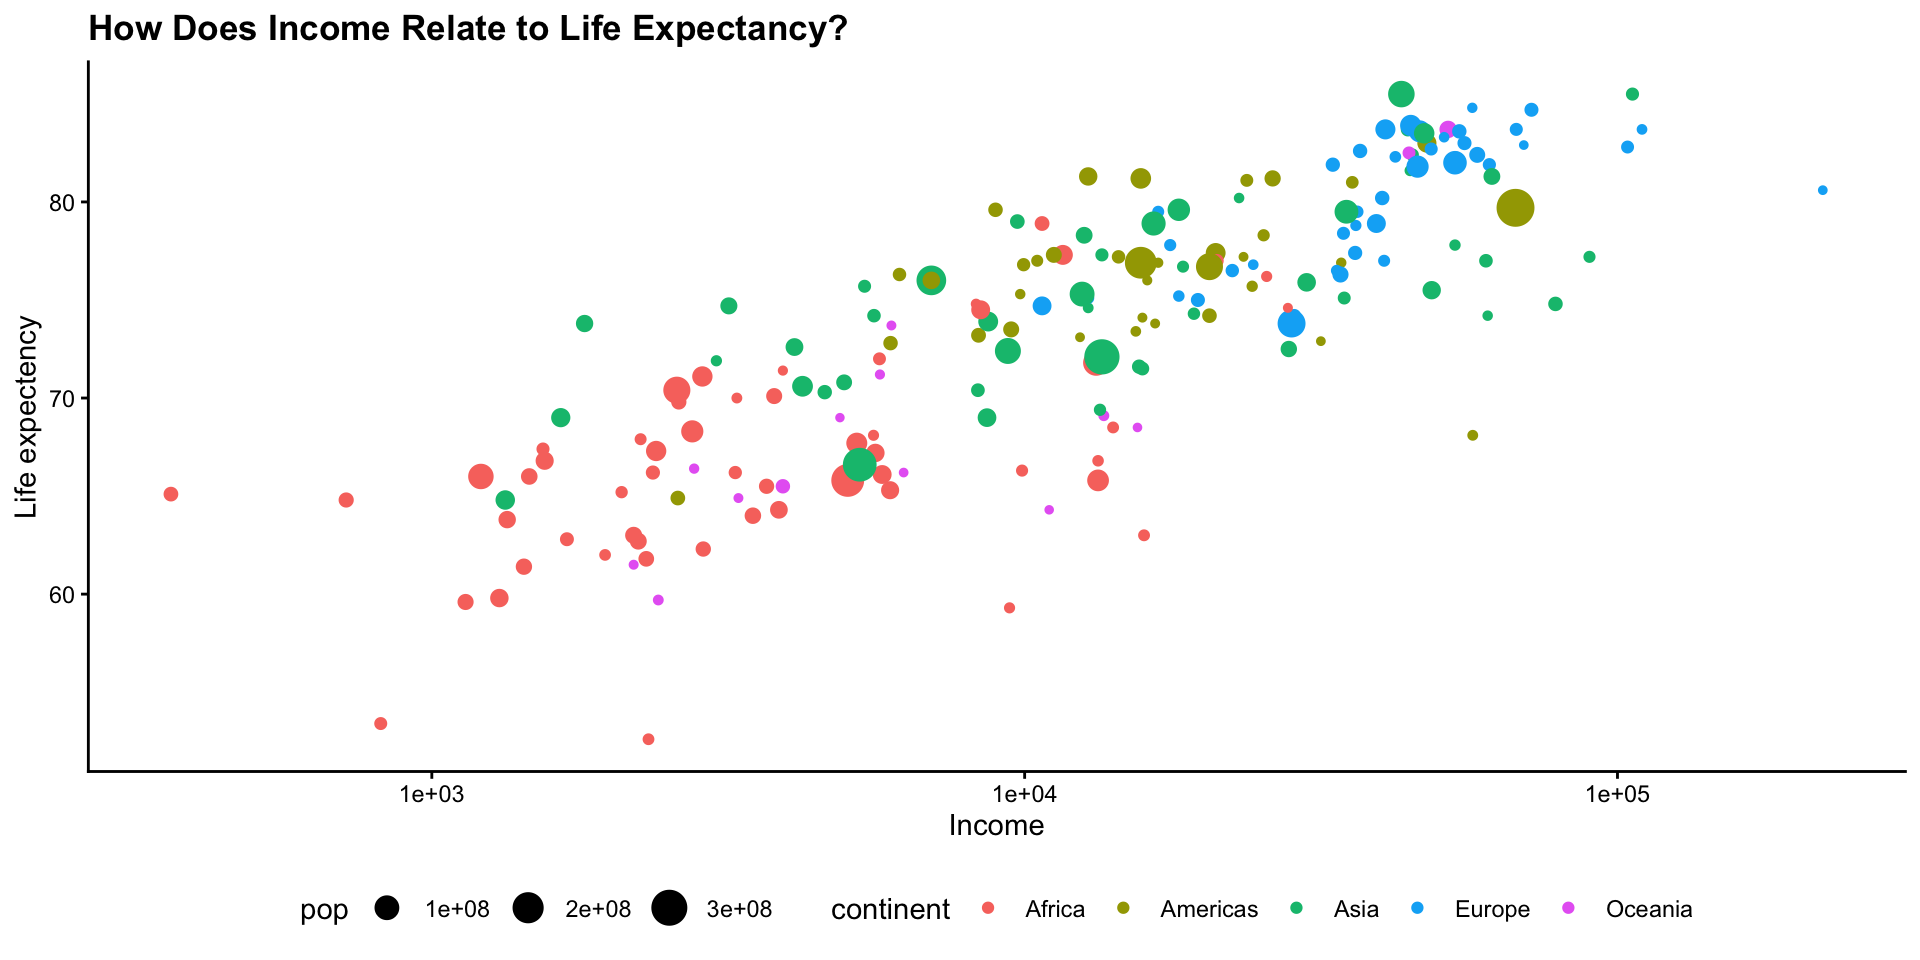 How Does Income Relate to Life Expectancy?
Life expectency
80
70
60
1e+03 1e+04 1e+05
Income
pop 1e+08 2e+08 3e+08 continent Africa Americas Asia Europe Oceania